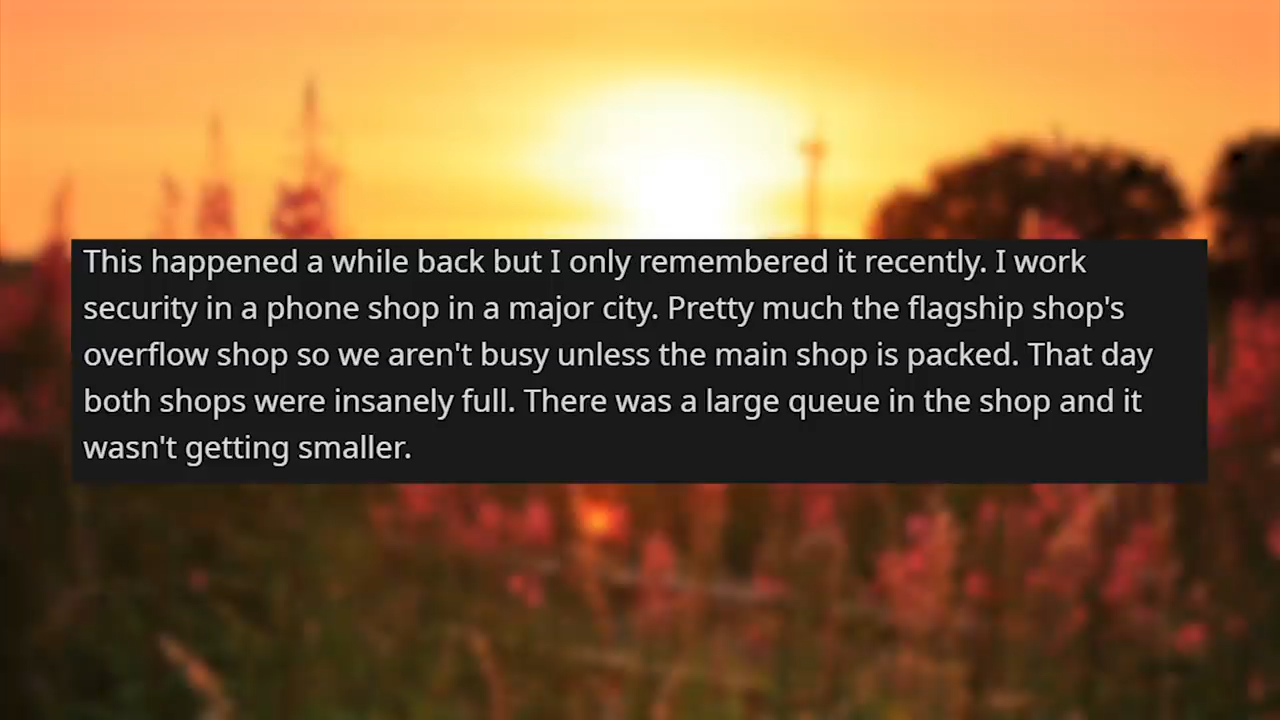 This happened a while back but I only remembered it recently. I work
security in a phone shop in a major city. Pretty much the flagship shop's
overflow shop so we aren't busy unless the main shop is packed. That day
both shops were insanely full. There was a large queue in the shop and it
wasn't getting smaller.